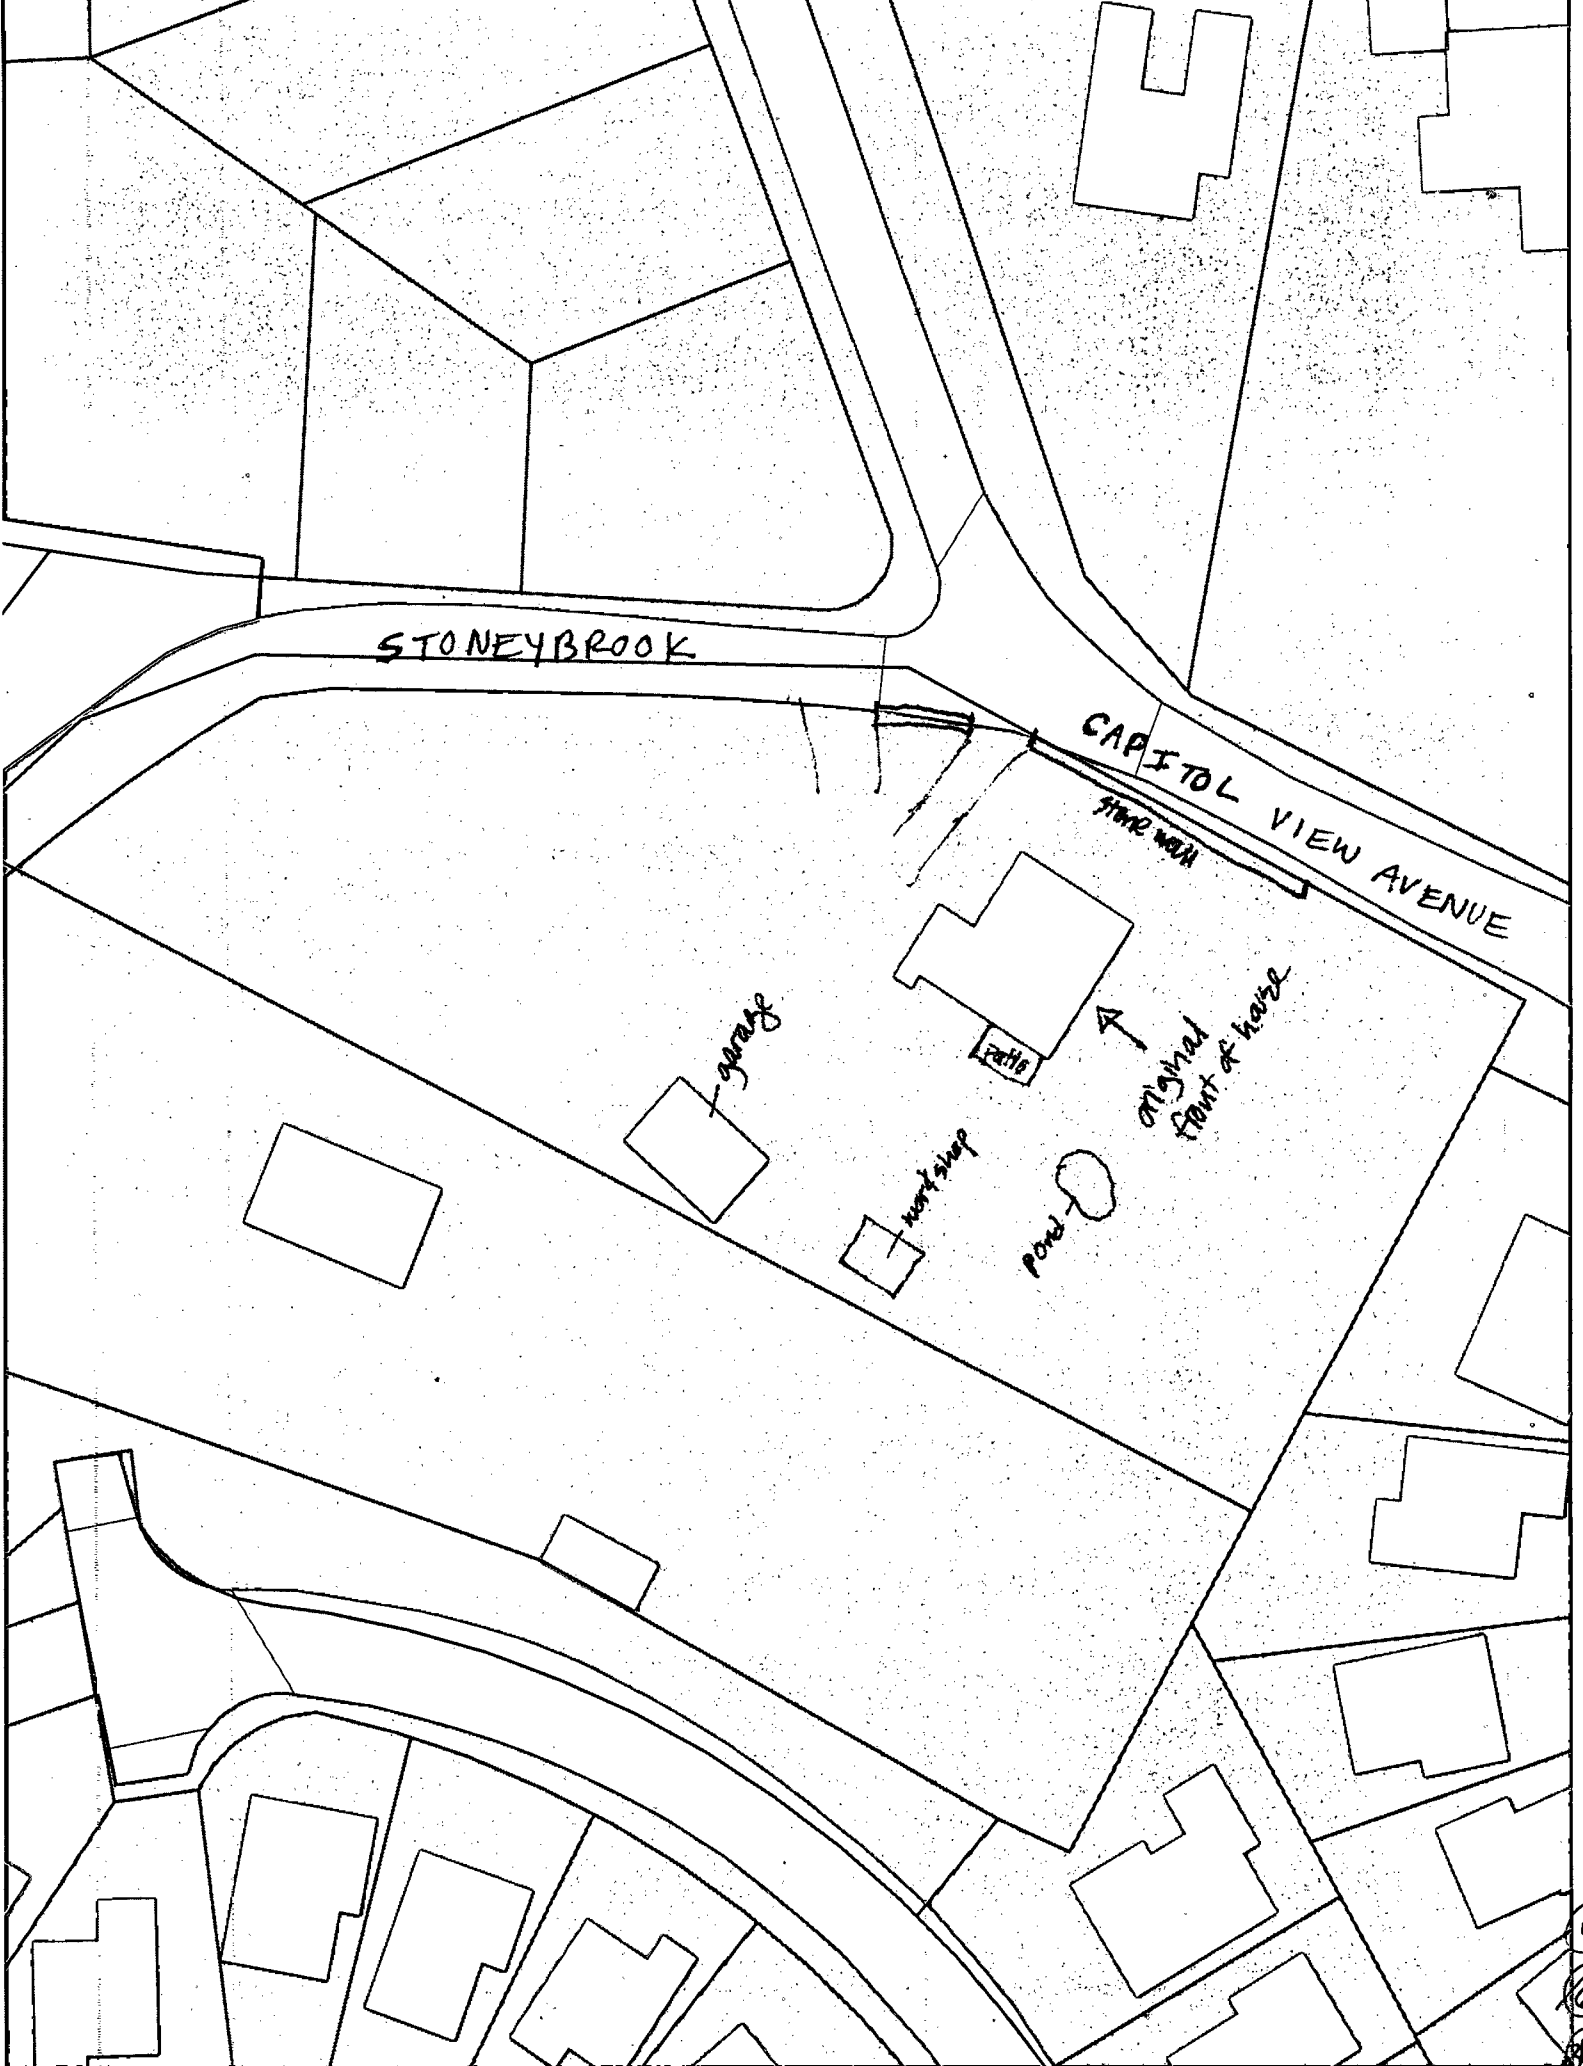 STONEYBROOK
CAPITOL VIEW AVENUE
stone wall
garage
Patio
original
front of house
workshop
pond